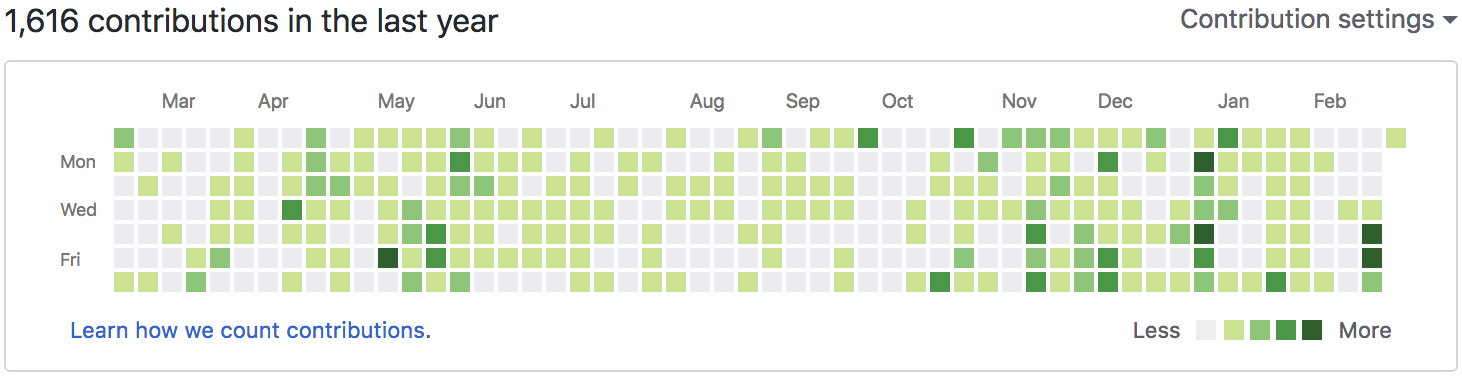 1,616 contributions in the last year
Contribution settings
Mar Apr May Jun Jul Aug Sep Oct Nov Dec Jan Feb
Mon
Wed
Fri
Learn how we count contributions.
Less More